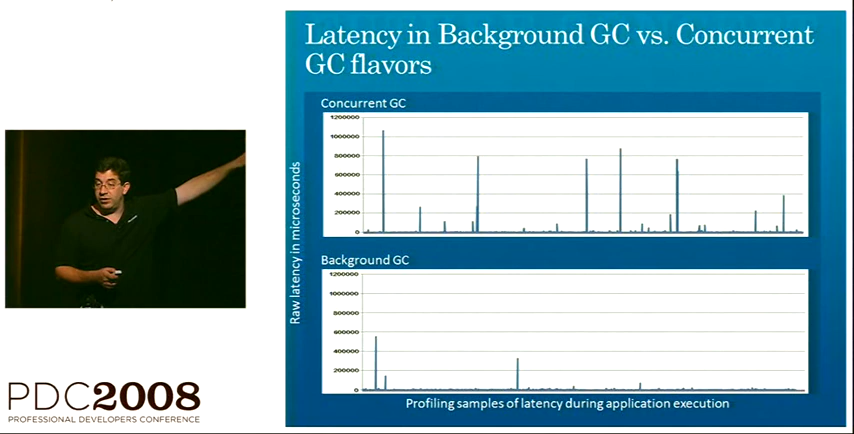 Latency in Background GC vs. Concurrent
GC flavors
Concurrent GC
1200000
1000000
800000
600000
400000
200000
0
Raw latency in microseconds
Background GC
1200000
1000000
800000
600000
400000
200000
0
Profiling samples of latency during application execution
PDC2008
PROFESSIONAL DEVELOPERS CONFERENCE